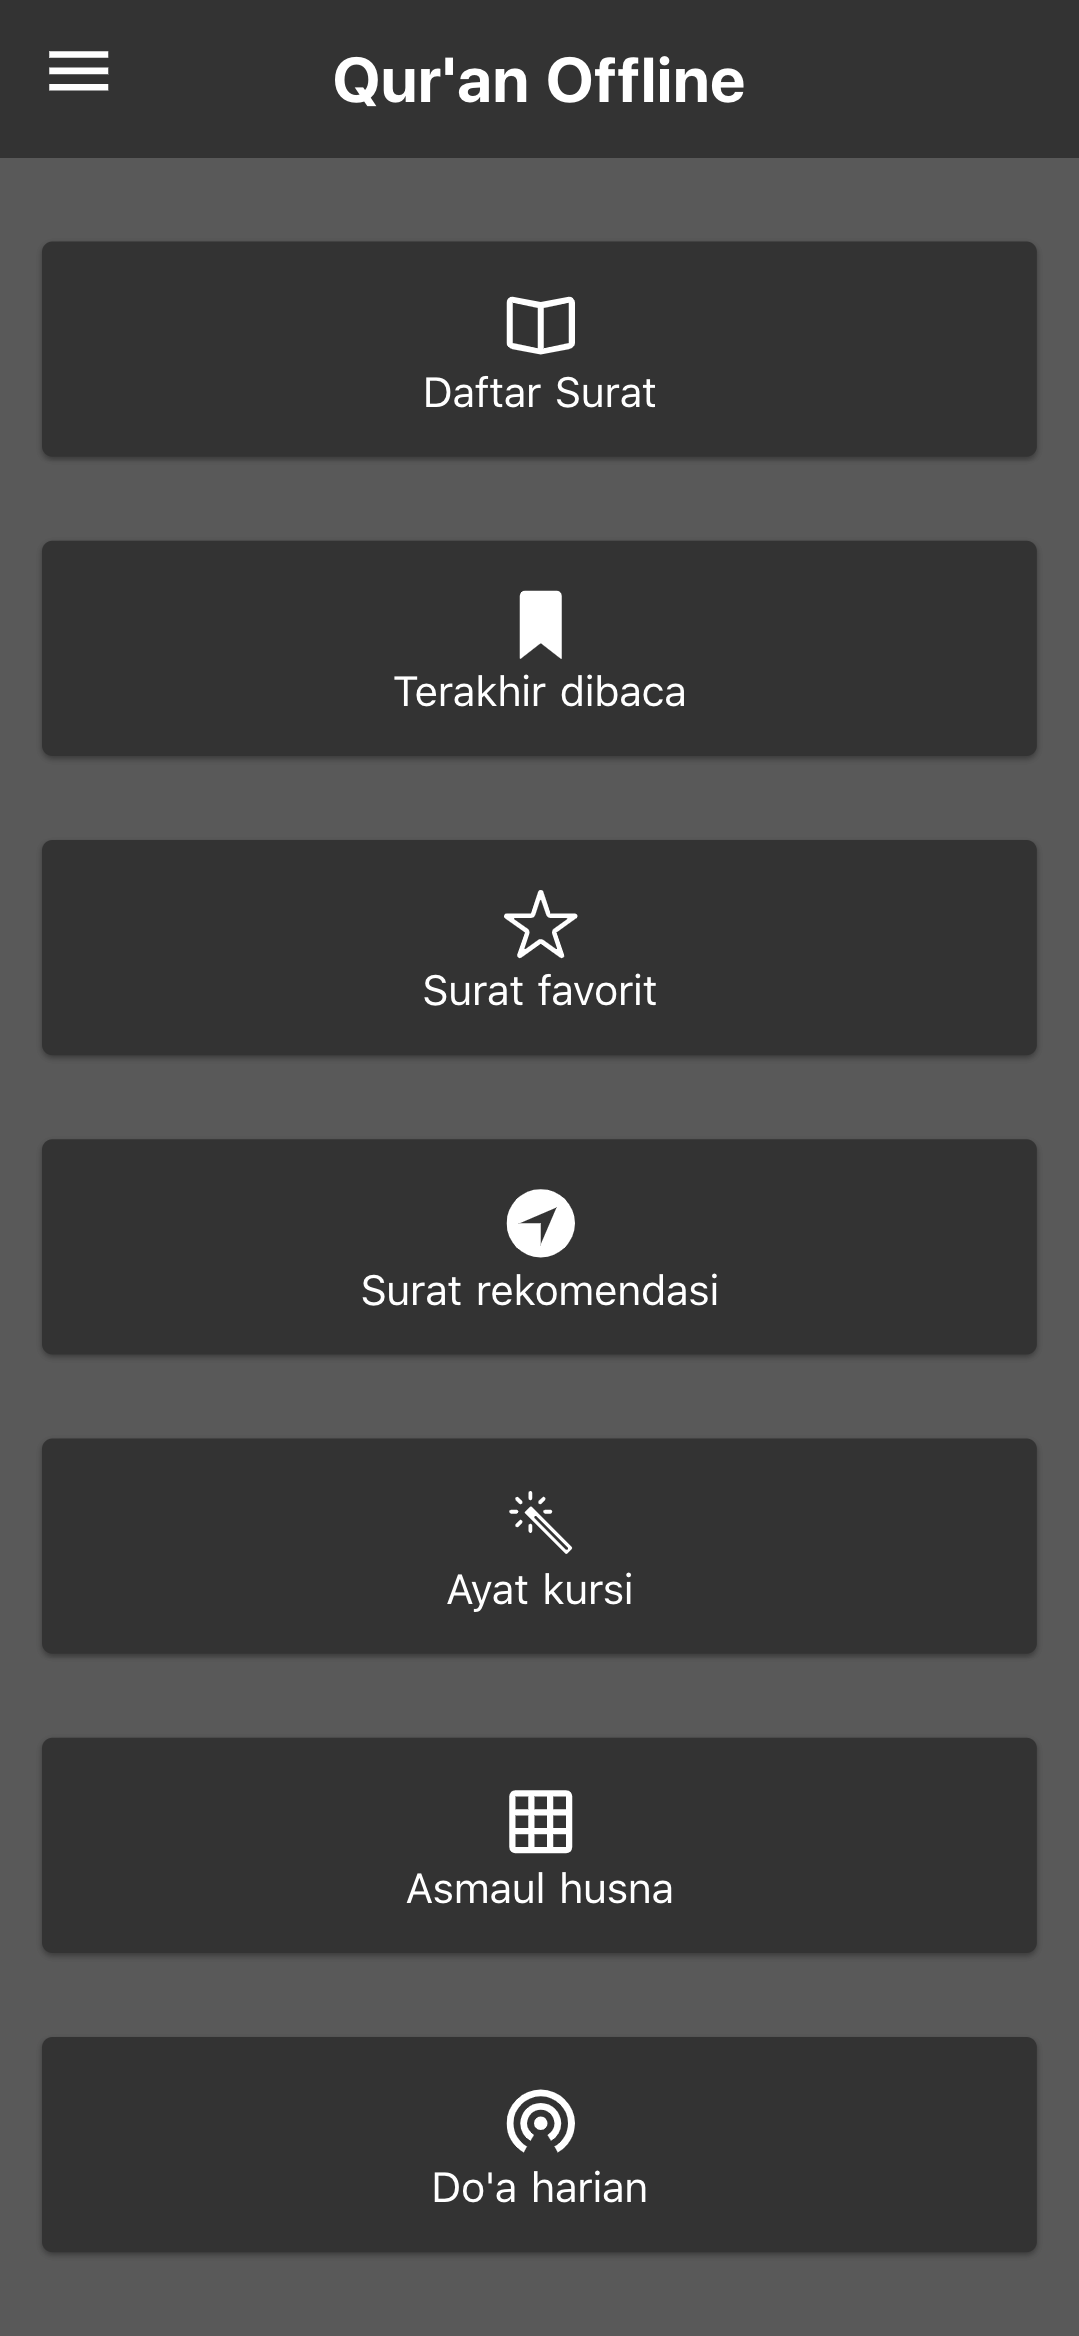 Qur'an Offline
Daftar Surat
Terakhir dibaca
Surat favorit
Surat rekomendasi
Ayat kursi
Asmaul husna
Do'a harian